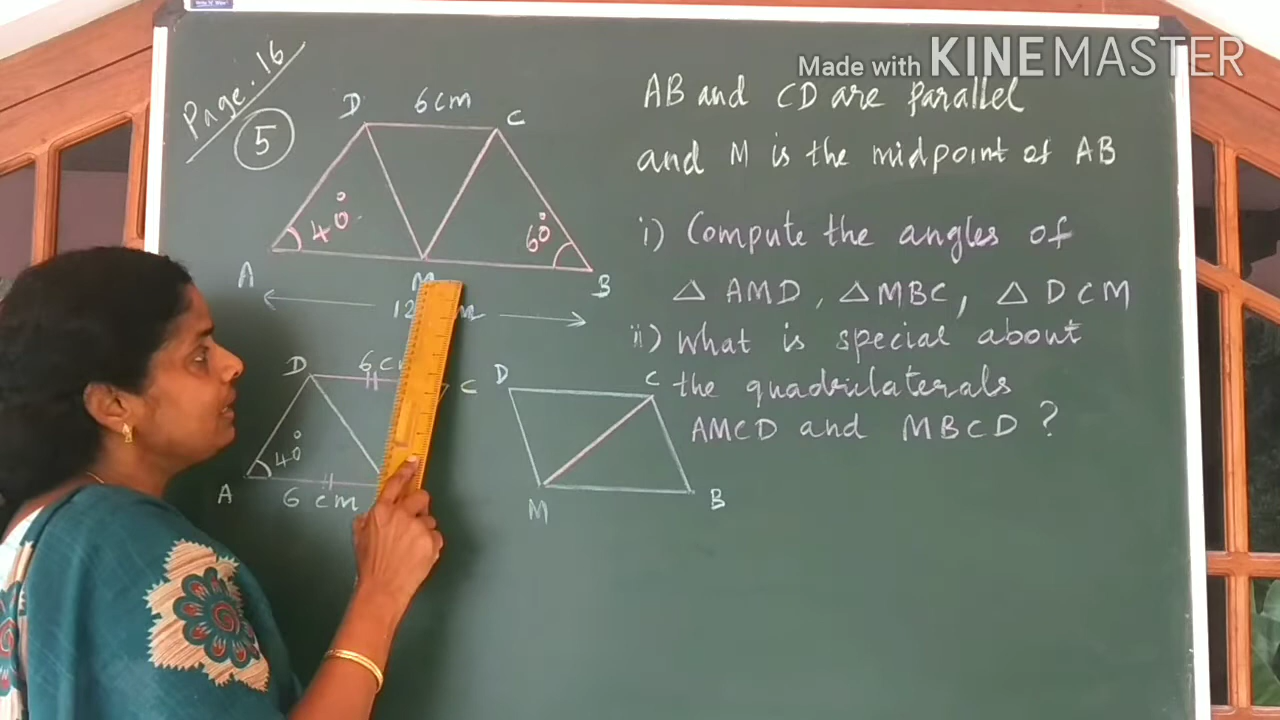 Made with KINEMASTER
Page. 16
5
D 6 cm C
40°
60°
A B
AB and CD are parallel
and M is the midpoint of AB
i) Compute the angles of
△ AMD, △ MBC, △ DCM
ii) What is special about
the quadrilaterals
AMCD and MBCD ?
D C
40°
A 6 cm
D C
M B